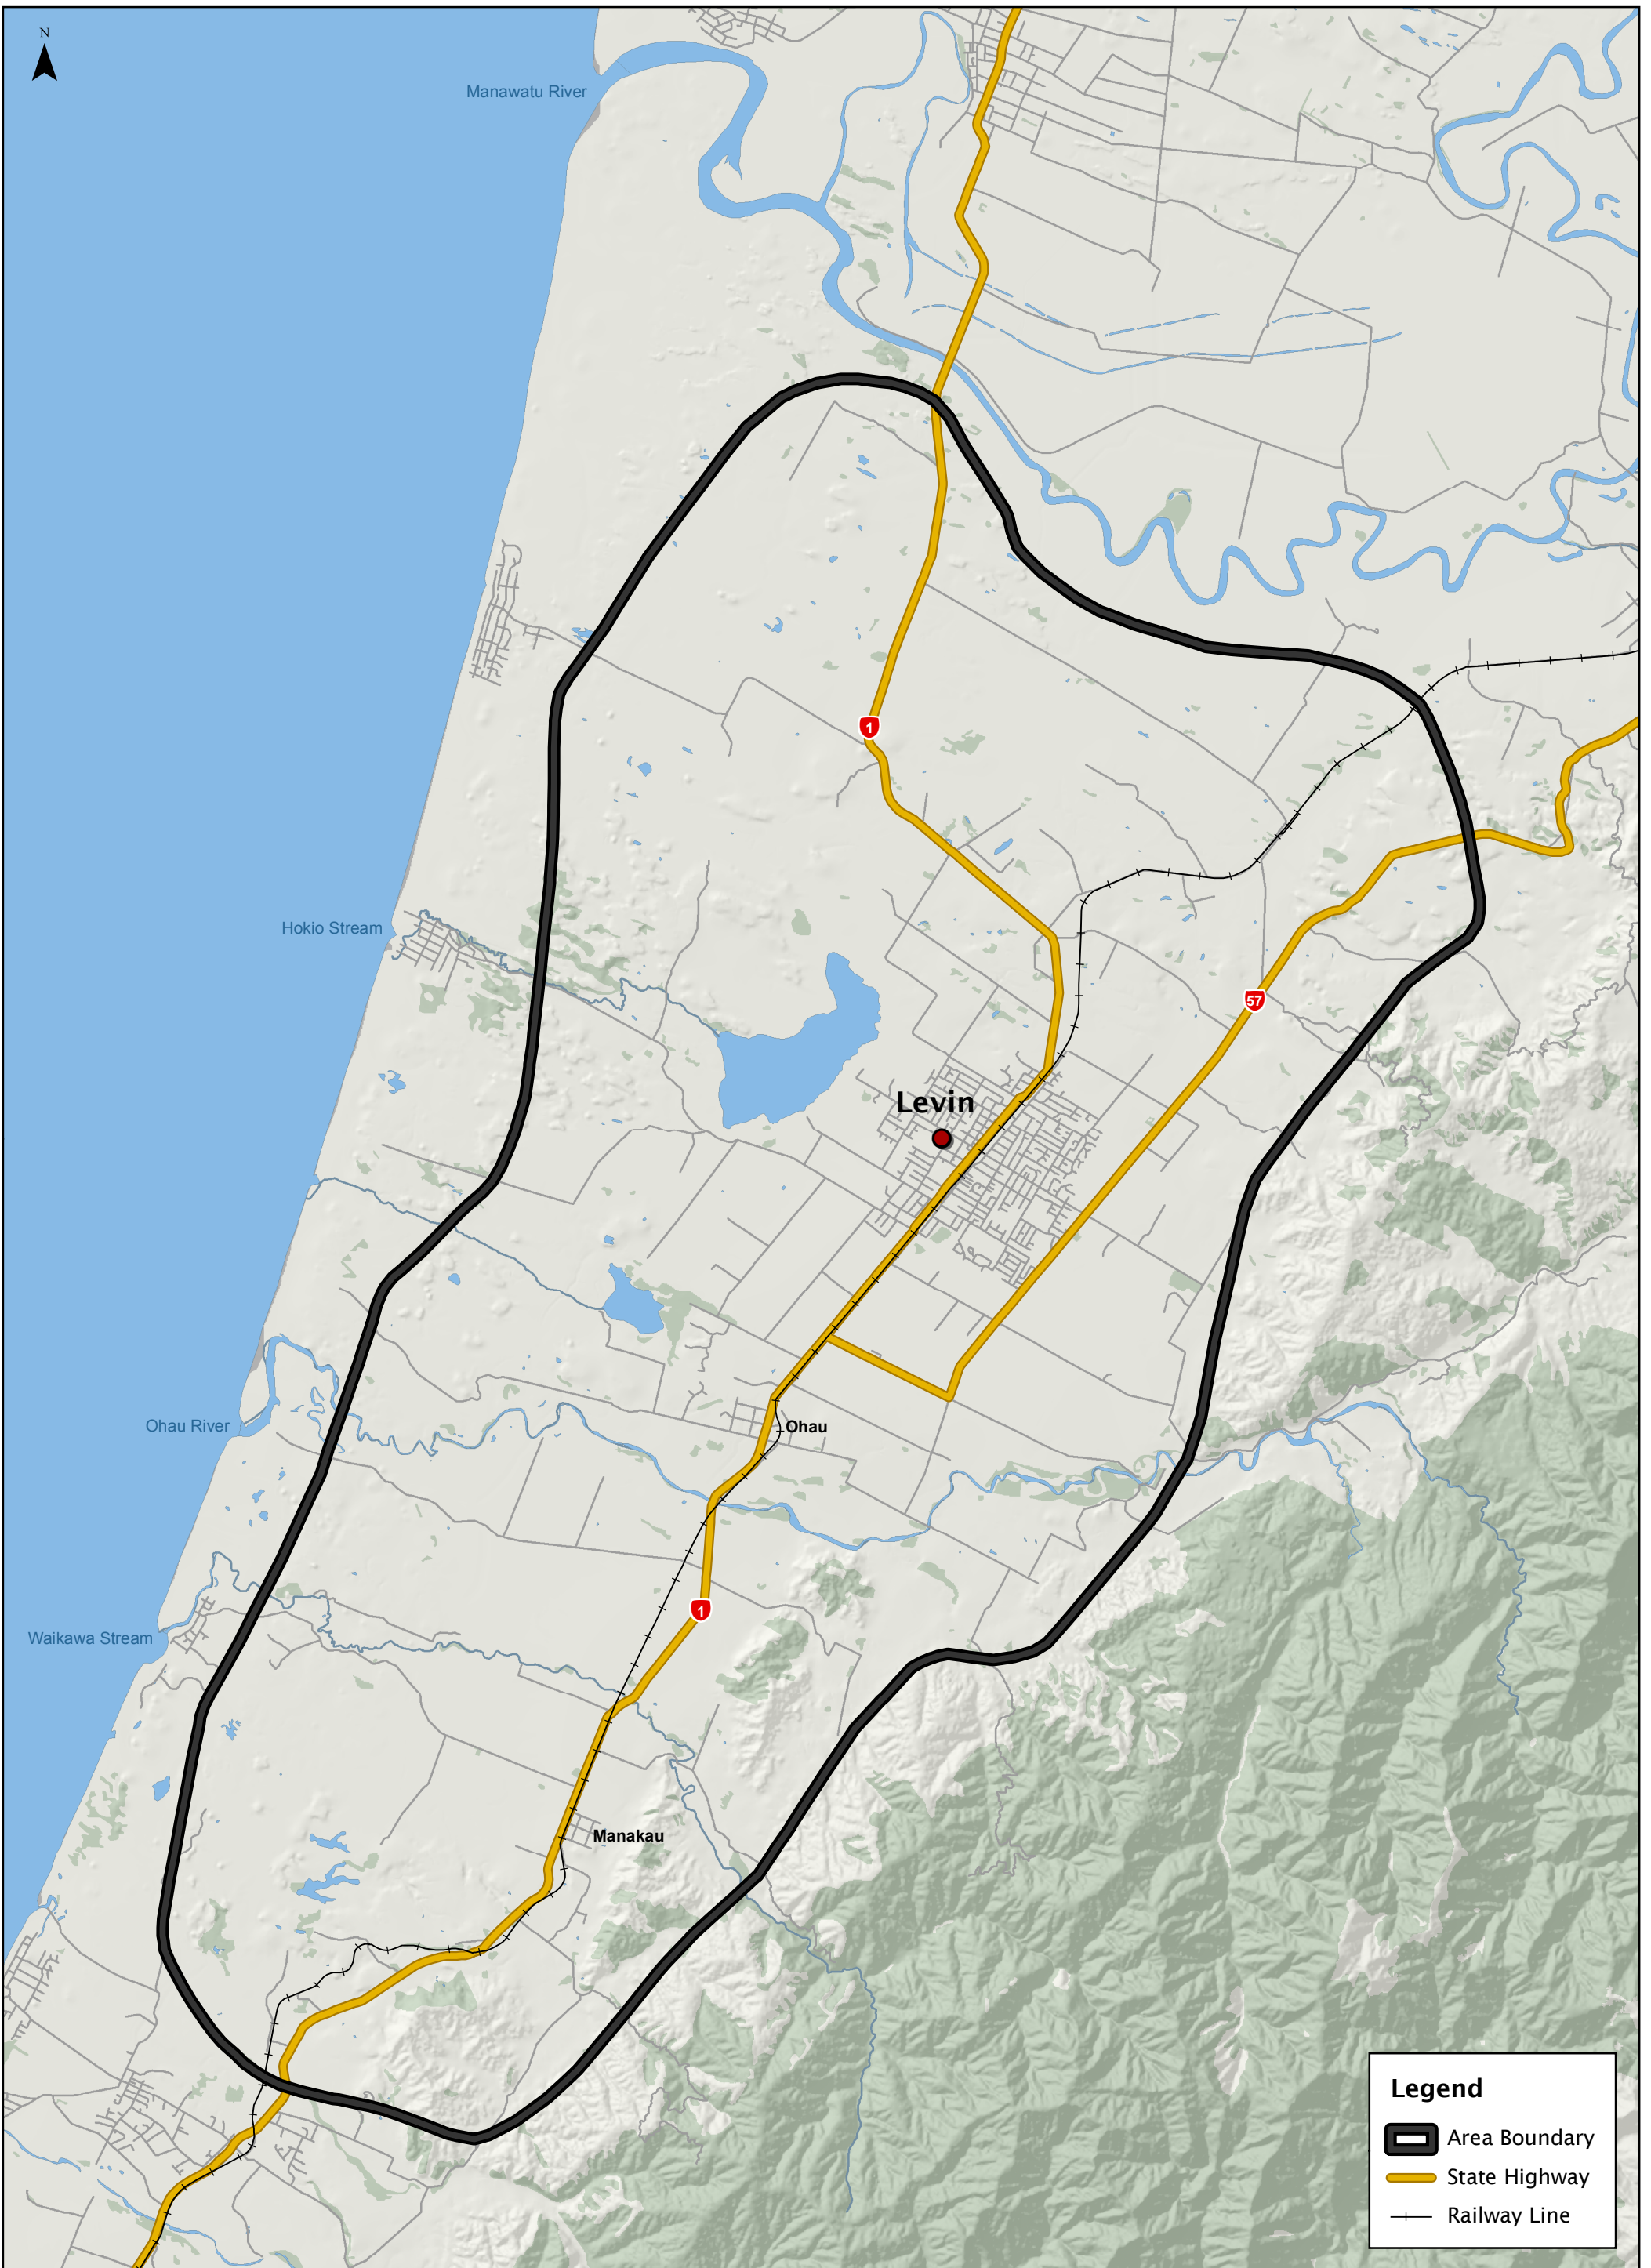 N
Manawatu River
1
Hokio Stream
57
Levin
Ohau River
Ohau
1
Waikawa Stream
Manakau
Legend
Area Boundary
State Highway
Railway Line